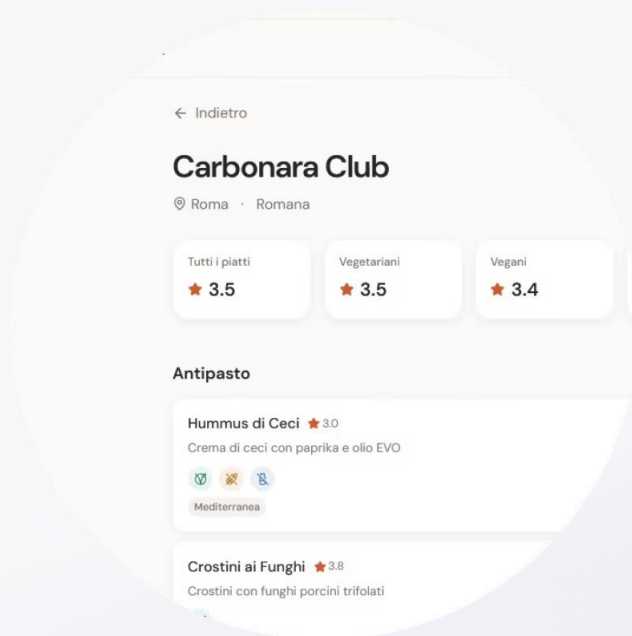 Indietro
Carbonara Club
Roma · Romana
Tutti i piatti
3.5
Vegetariani
3.5
Vegani
3.4
Antipasto
Hummus di Ceci 3.0
Crema di ceci con paprika e olio EVO
Mediterranea
Crostini ai Funghi 3.8
Crostini con funghi porcini trifolati